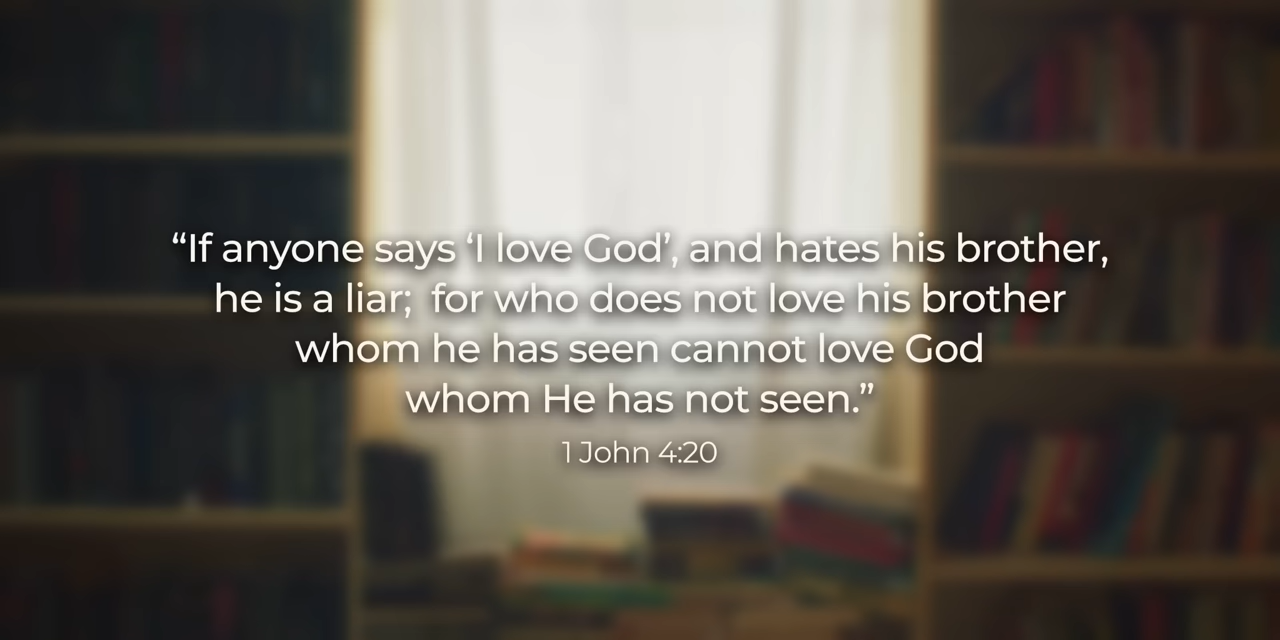 “If anyone says ‘I love God’, and hates his brother,
he is a liar;  for who does not love his brother
whom he has seen cannot love God
whom He has not seen.”
1 John 4:20